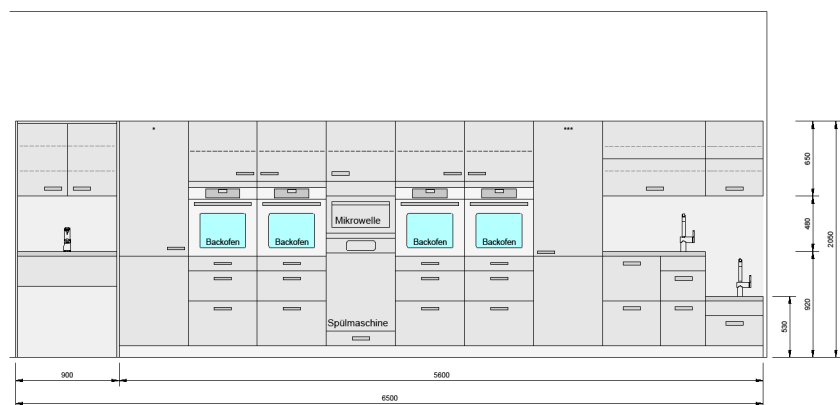 *
***
Mikrowelle
Backofen
Backofen
Backofen
Backofen
Spülmaschine
650
480
920
2050
530
900
5600
6500